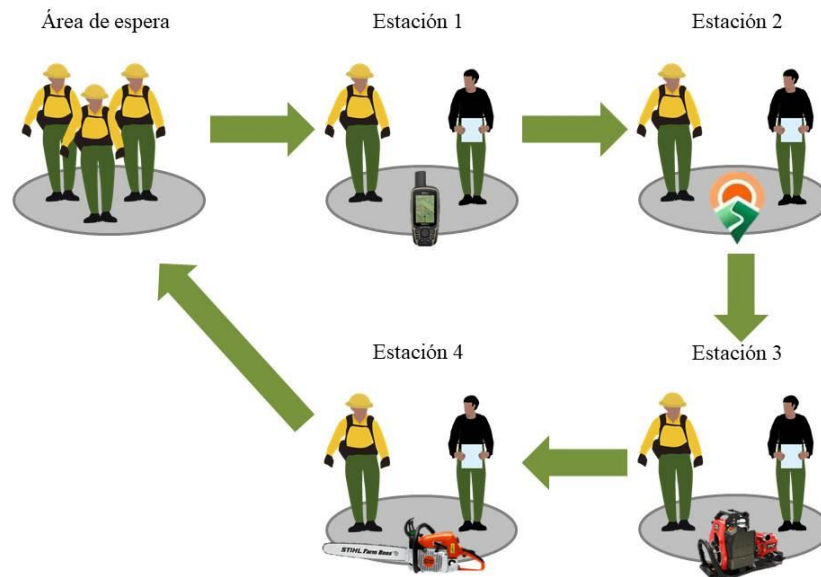 Área de espera
Estación 1
Estación 2
Estación 4
Estación 3
STIHL Farm Boss